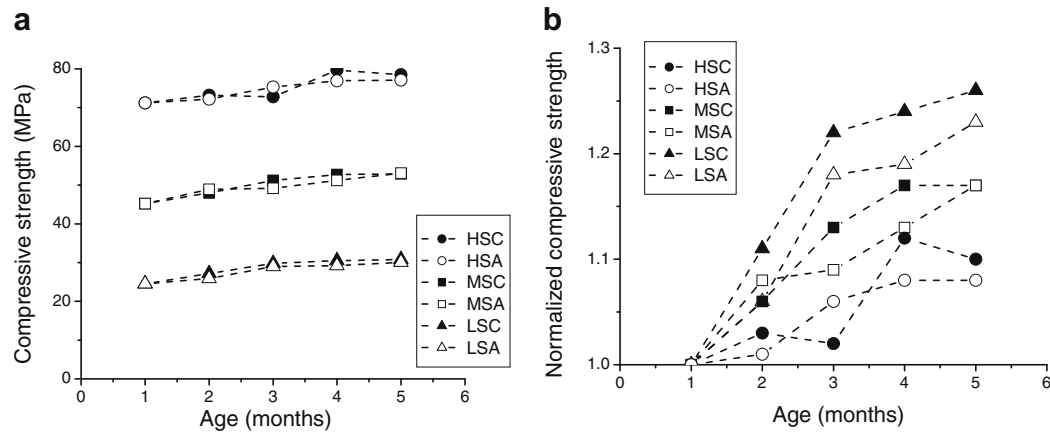 a
Compressive strength (MPa)
80
60
40
20
0
0 1 2 3 4 5 6
Age (months)
HSC
HSA
MSC
MSA
LSC
LSA
b
Normalized compressive strength
1.3
1.2
1.1
1.0
0 1 2 3 4 5 6
Age (months)
HSC
HSA
MSC
MSA
LSC
LSA